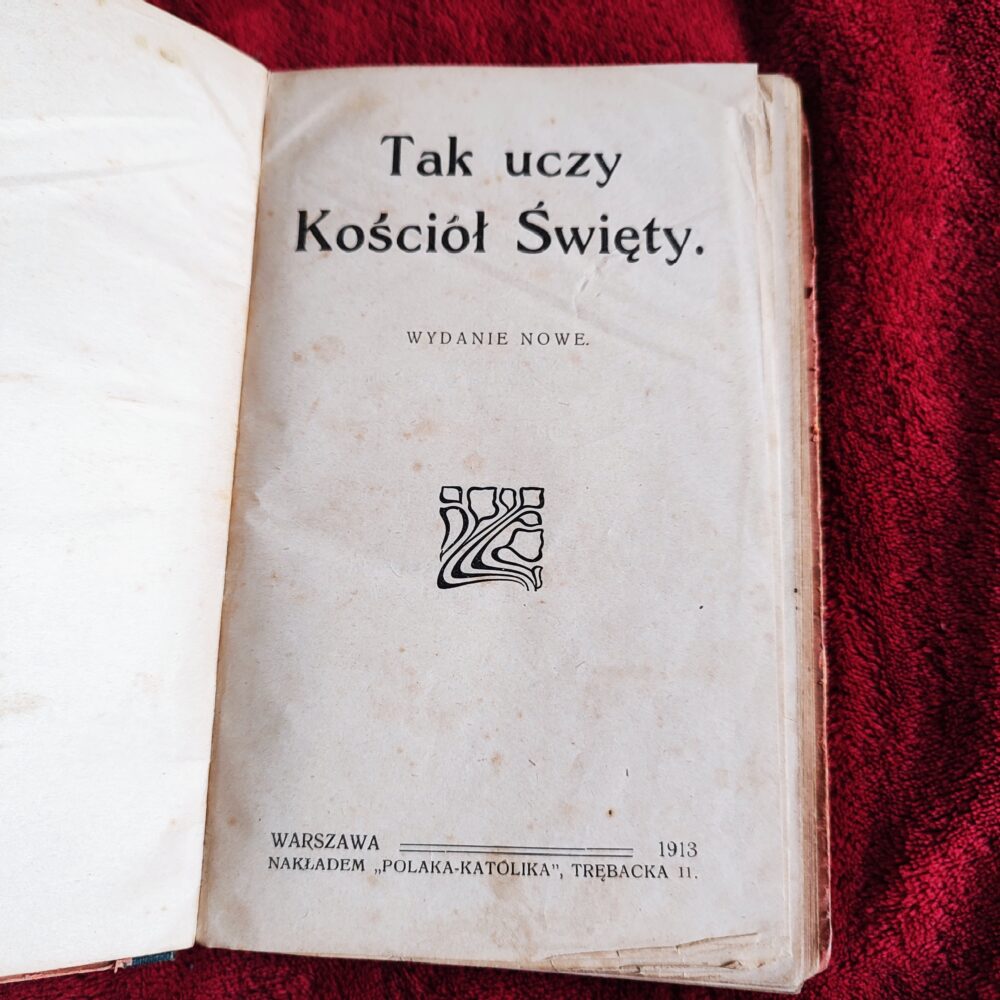 Tak uczy
Kościół Święty.
WYDANIE NOWE.
WARSZAWA 1913
NAKŁADEM „POLAKA-KATOLIKA”, TRĘBACKA 11.